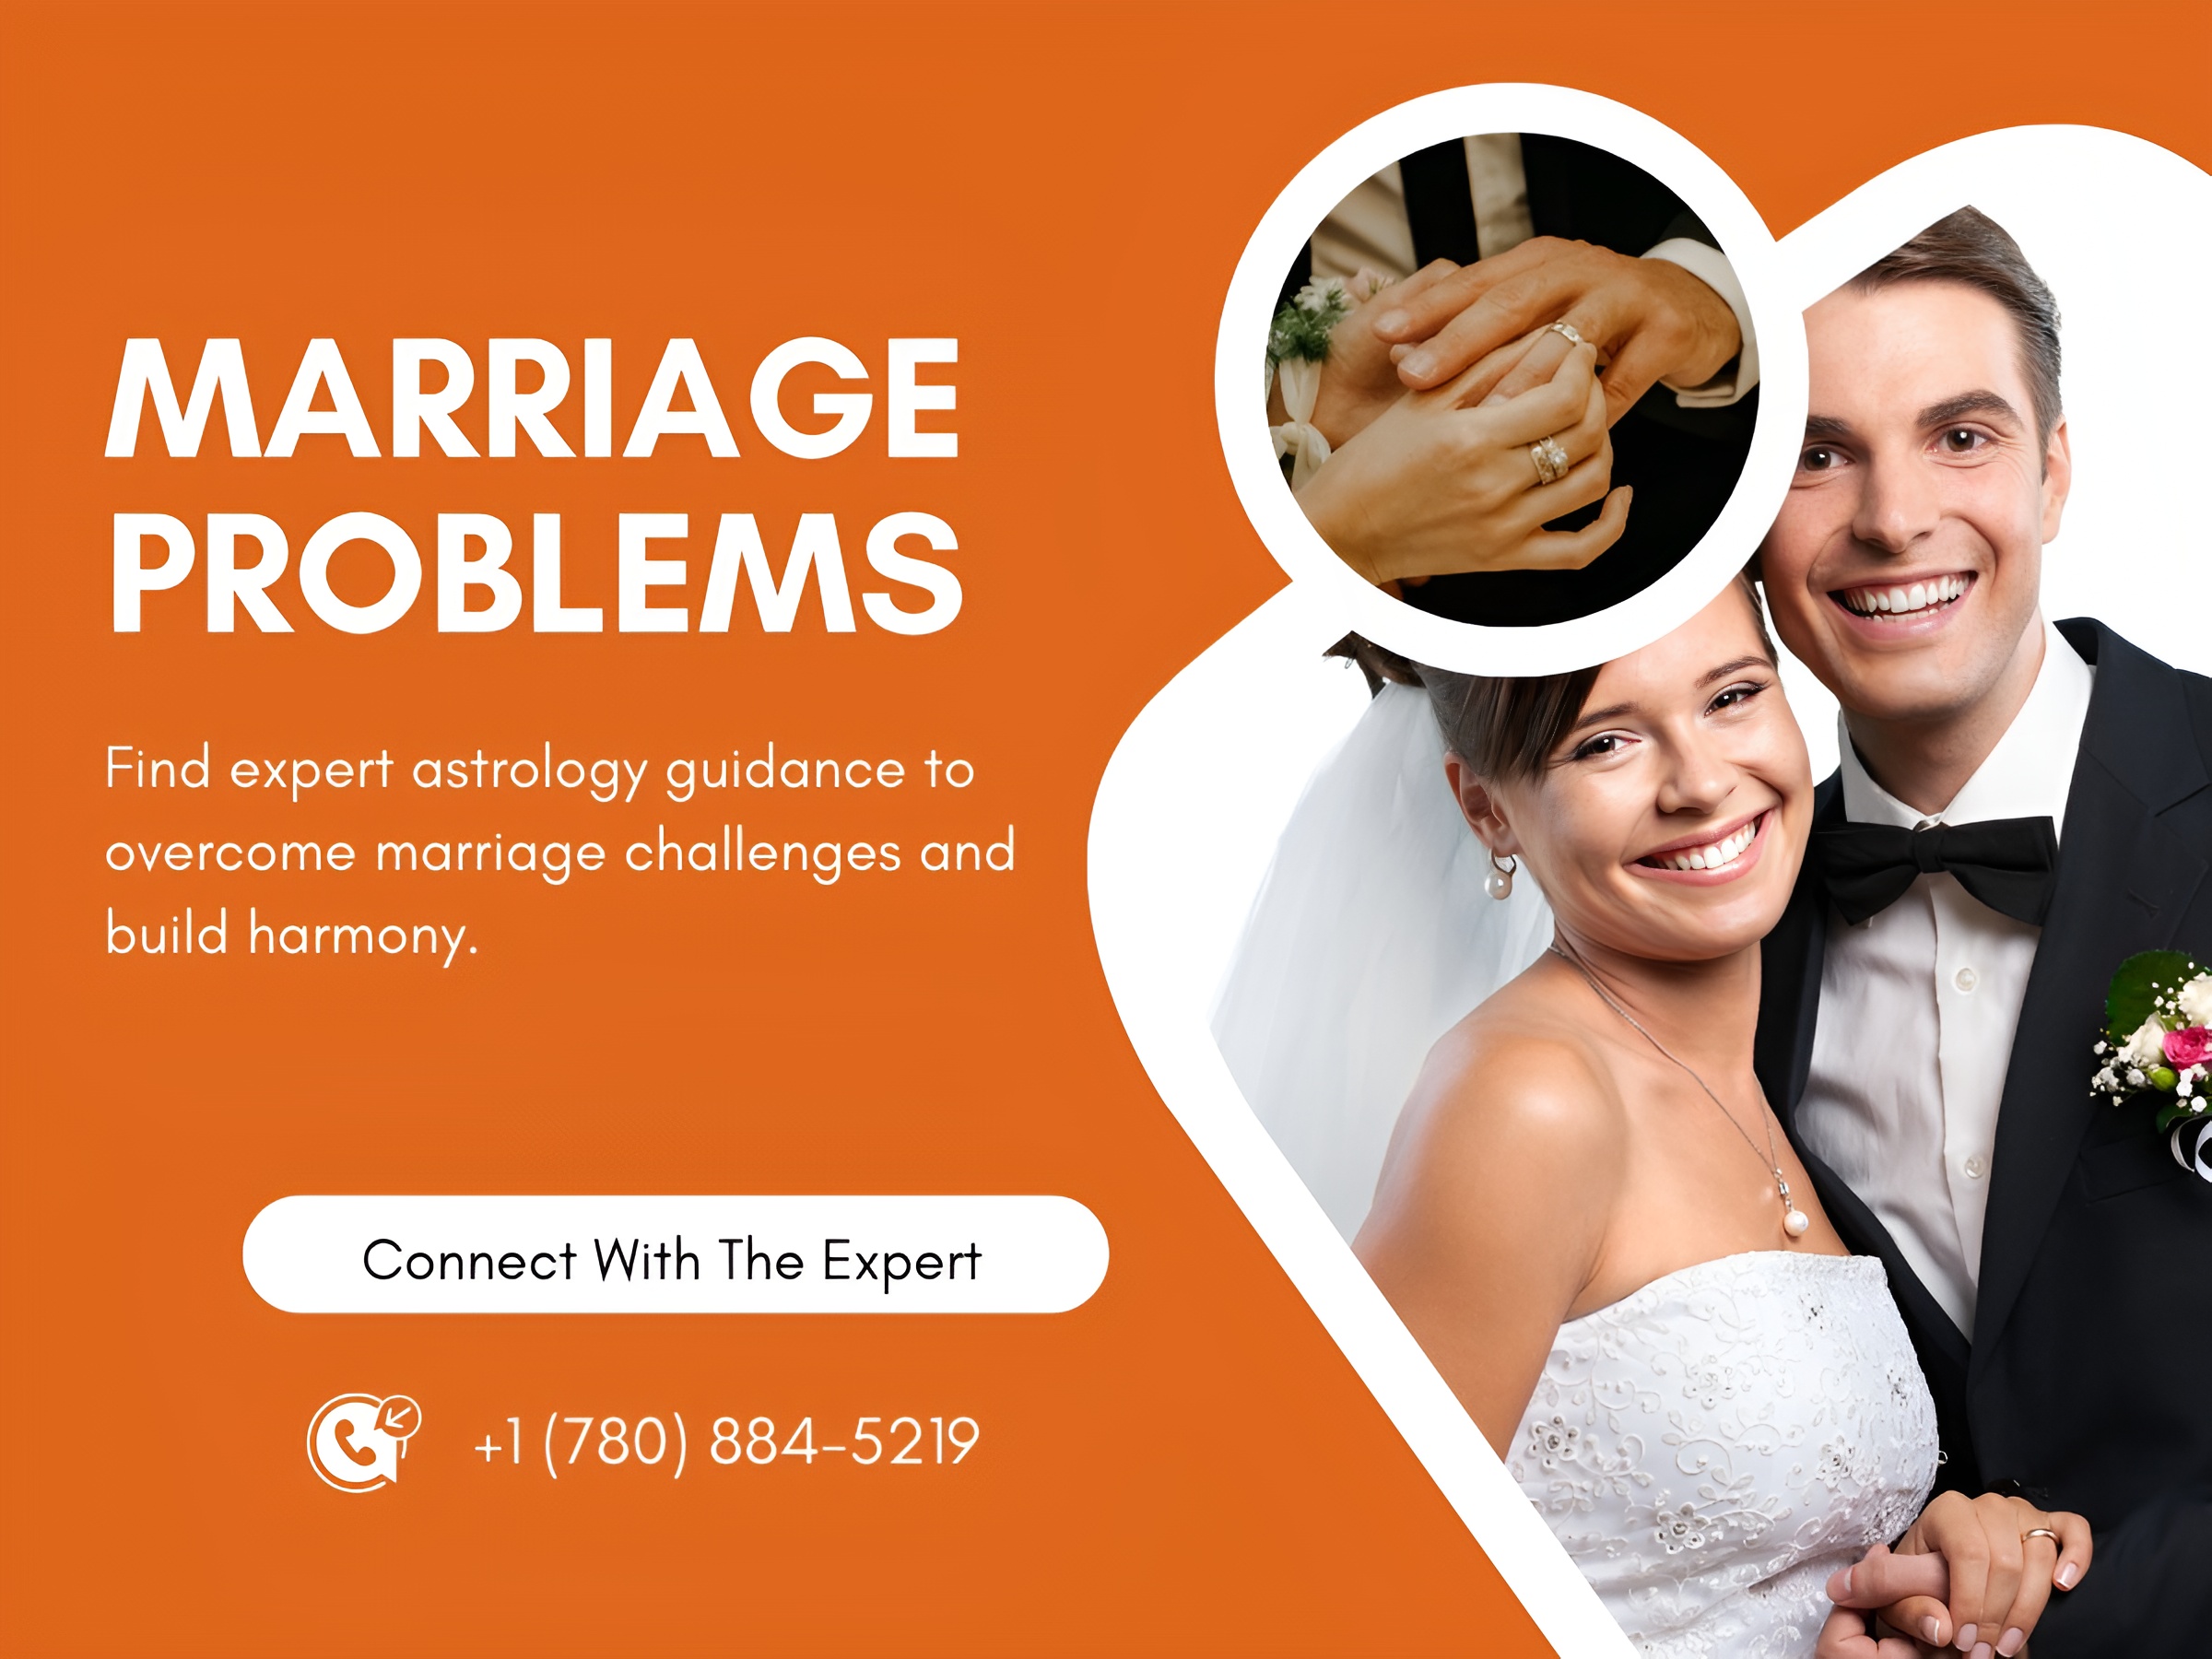 MARRIAGE
PROBLEMS
Find expert astrology guidance to
overcome marriage challenges and
build harmony.
Connect With The Expert
+1 (780) 884-5219